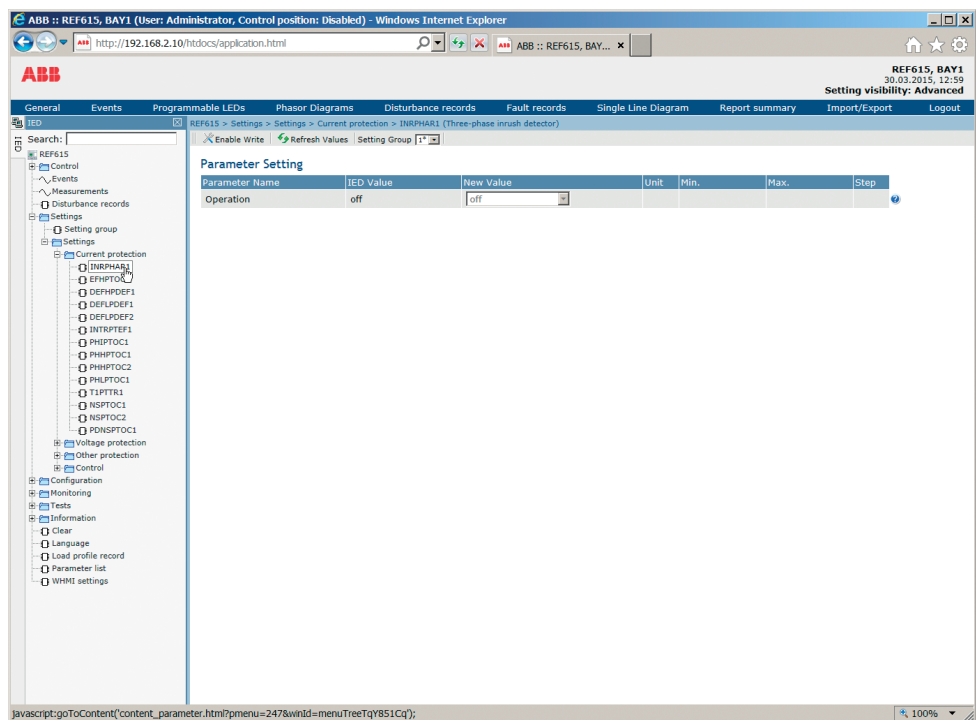 ABB :: REF615, BAY1 (User: Administrator, Control position: Disabled) - Windows Internet Explorer
ABB http://192.168.2.10/htdocs/application.html ABB ABB :: REF615, BAY... ×
ABB
REF615, BAY1
30.03.2015, 12:59
Setting visibility: Advanced
General Events Programmable LEDs Phasor Diagrams Disturbance records Fault records Single Line Diagram Report summary Import/Export Logout
IED
IED
REF615 > Settings > Settings > Current protection > INRPHAR1 (Three-phase inrush detector)
Search:
Enable Write Refresh Values Setting Group 1*
Parameter Setting
Parameter Name IED Value New Value Unit Min. Max. Step
Operation off off
REF615
Control
Events
Measurements
Disturbance records
Settings
Setting group
Settings
Current protection
INRPHAR1
EFHPTOC
DEFHPDEF1
DEFLPDEF1
DEFLPDEF2
INTRPTEF1
PHIPTOC1
PHHPTOC1
PHHPTOC2
PHLPTOC1
T1PTTR1
NSPTOC1
NSPTOC2
PDNSPTOC1
Voltage protection
Other protection
Control
Configuration
Monitoring
Tests
Information
Clear
Language
Load profile record
Parameter list
WHMI settings
javascript:goToContent('content_parameter.html?pmenu=247&winId=menuTreeTqY851Cq');
100%